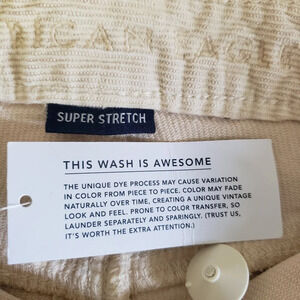 ICAN EAGLE
SUPER STRETCH
THIS WASH IS AWESOME
THE UNIQUE DYE PROCESS MAY CAUSE VARIATION
IN COLOR FROM PIECE TO PIECE. COLOR MAY FADE
NATURALLY OVER TIME, CREATING A UNIQUE VINTAGE
LOOK AND FEEL. PRONE TO COLOR TRANSFER, SO
LAUNDER SEPARATELY AND SPARINGLY. (TRUST US,
IT'S WORTH THE EXTRA ATTENTION.)